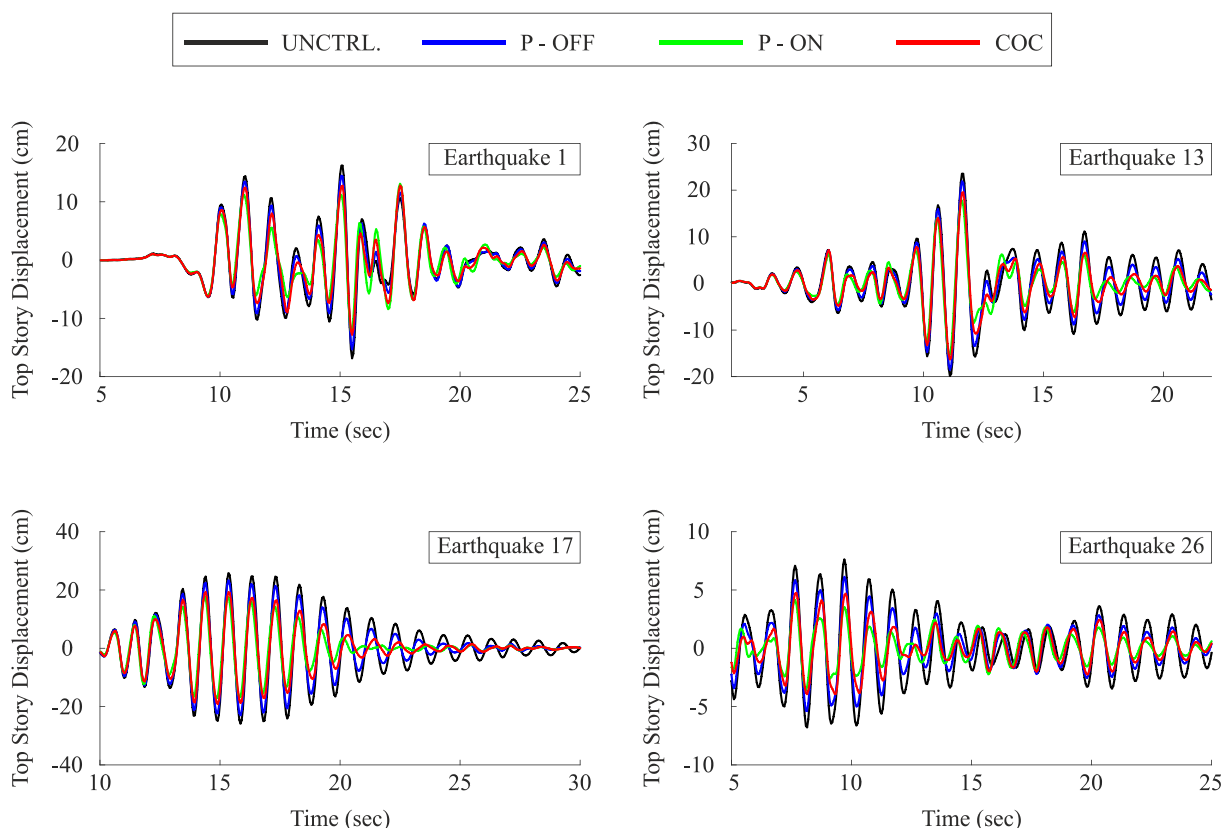 UNCTRL. P - OFF P - ON COC
Top Story Displacement (cm)
20
10
0
-10
-20
Earthquake 1
5 10 15 20 25
Time (sec)
Top Story Displacement (cm)
30
20
10
0
-10
-20
Earthquake 13
5 10 15 20
Time (sec)
Top Story Displacement (cm)
40
20
0
-20
-40
Earthquake 17
10 15 20 25 30
Time (sec)
Top Story Displacement (cm)
10
5
0
-5
-10
Earthquake 26
5 10 15 20 25
Time (sec)